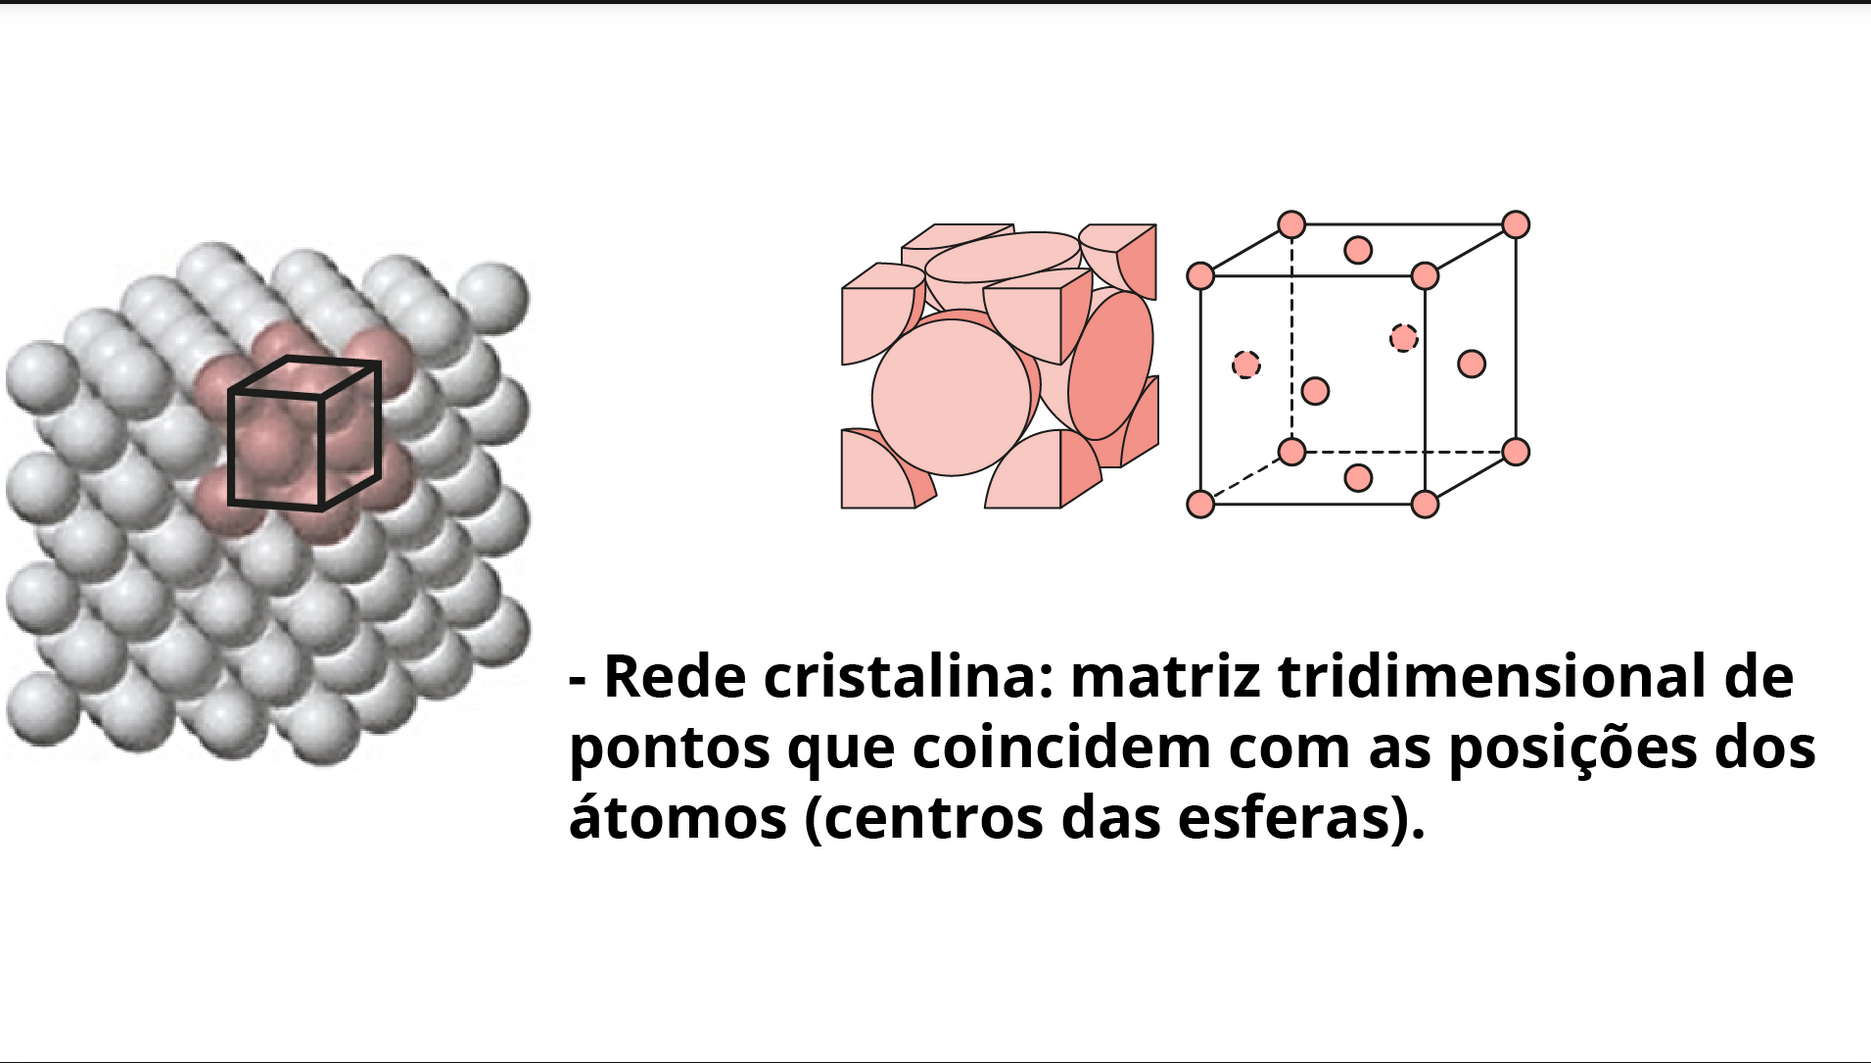 - Rede cristalina: matriz tridimensional de
pontos que coincidem com as posições dos
átomos (centros das esferas).